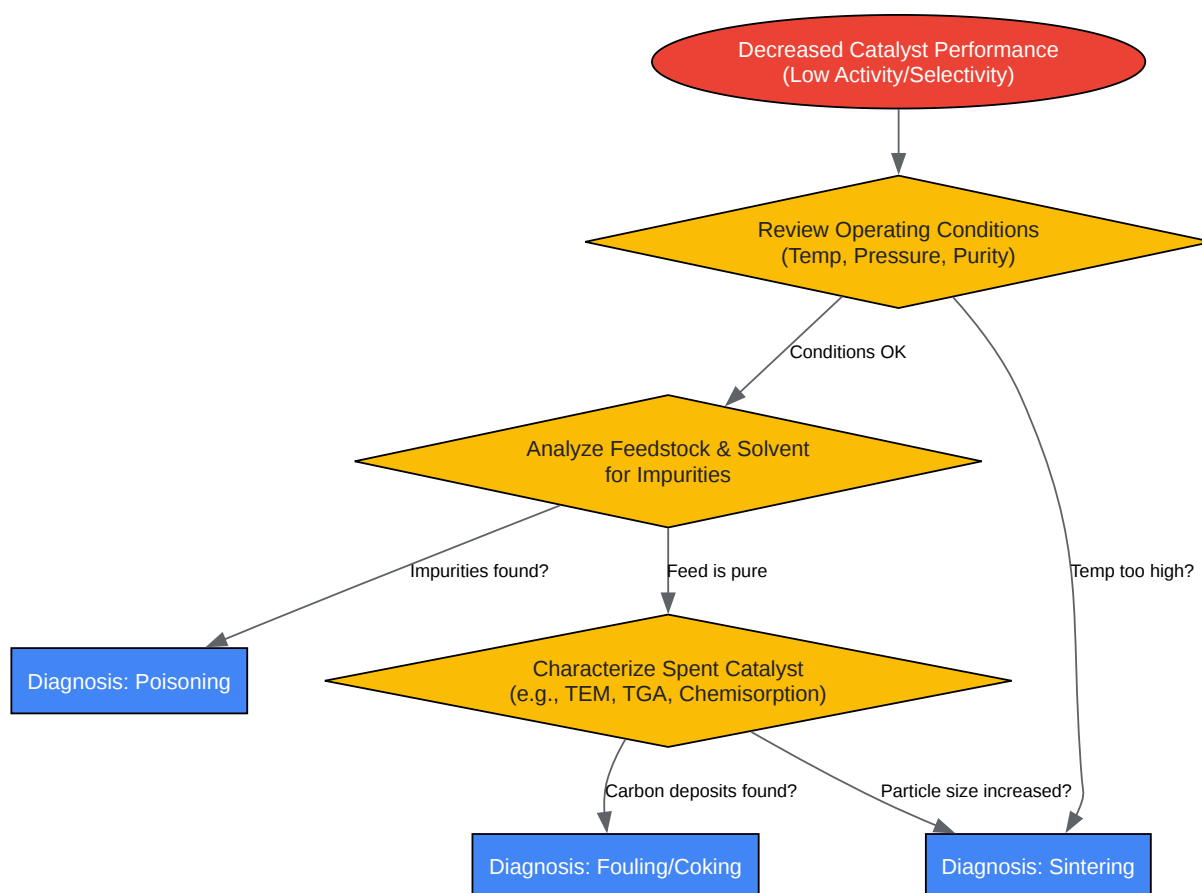 Decreased Catalyst Performance
(Low Activity/Selectivity)
Review Operating Conditions
(Temp, Pressure, Purity)
Conditions OK
Analyze Feedstock & Solvent
for Impurities
Impurities found?
Feed is pure
Temp too high?
Diagnosis: Poisoning
Characterize Spent Catalyst
(e.g., TEM, TGA, Chemisorption)
Carbon deposits found?
Particle size increased?
Diagnosis: Fouling/Coking
Diagnosis: Sintering